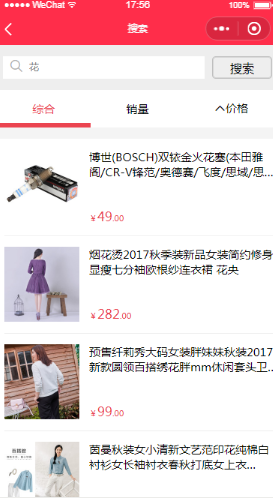 WeChat 17:56 100%
搜索
花 搜索
综合 销量 价格
博世(BOSCH)双铱金火花塞(本田雅
阁/CR-V锋范/奥德赛/飞度/思域/思...
¥49.00
烟花烫2017秋季装新品女装简约修身
显瘦七分袖欧根纱连衣裙 花央
¥282.00
预售纤莉秀大码女装胖妹妹秋装2017
新款圆领百搭绣花胖mm休闲套头卫...
¥99.00
茵曼秋装女小清新文艺范印花纯棉白
衬衫女长袖衬衣春秋打底女上衣...